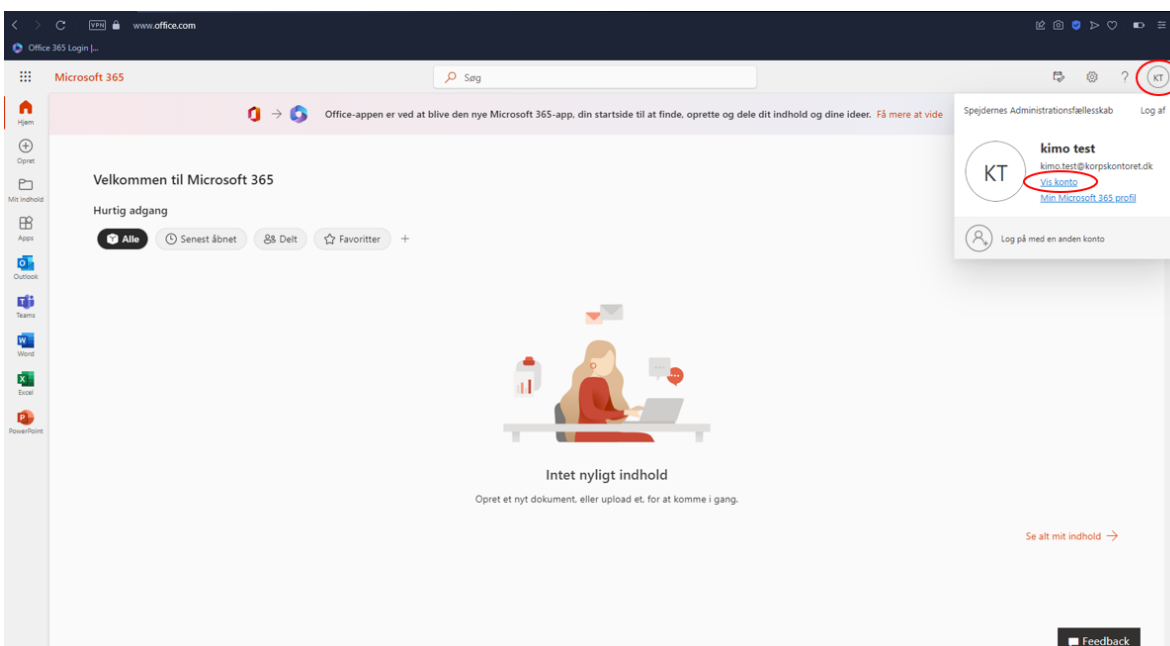 VPN www.office.com
Office 365 Login |...
Microsoft 365
Søg
? KT
Office-appen er ved at blive den nye Microsoft 365-app, din startside til at finde, oprette og dele dit indhold og dine ideer. Få mere at vide
Spejdernes Administrationsfællesskab Log af
kimo test
KT
kimo.test@korpskontoret.dk
Vis konto
Min Microsoft 365 profil
Log på med en anden konto
Hjem
Opret
Mit indhold
Apps
Outlook
Teams
Word
Excel
PowerPoint
Velkommen til Microsoft 365
Hurtig adgang
Alle Senest åbnet Delt Favoritter +
Intet nyligt indhold
Opret et nyt dokument, eller upload et, for at komme i gang.
Se alt mit indhold
Feedback